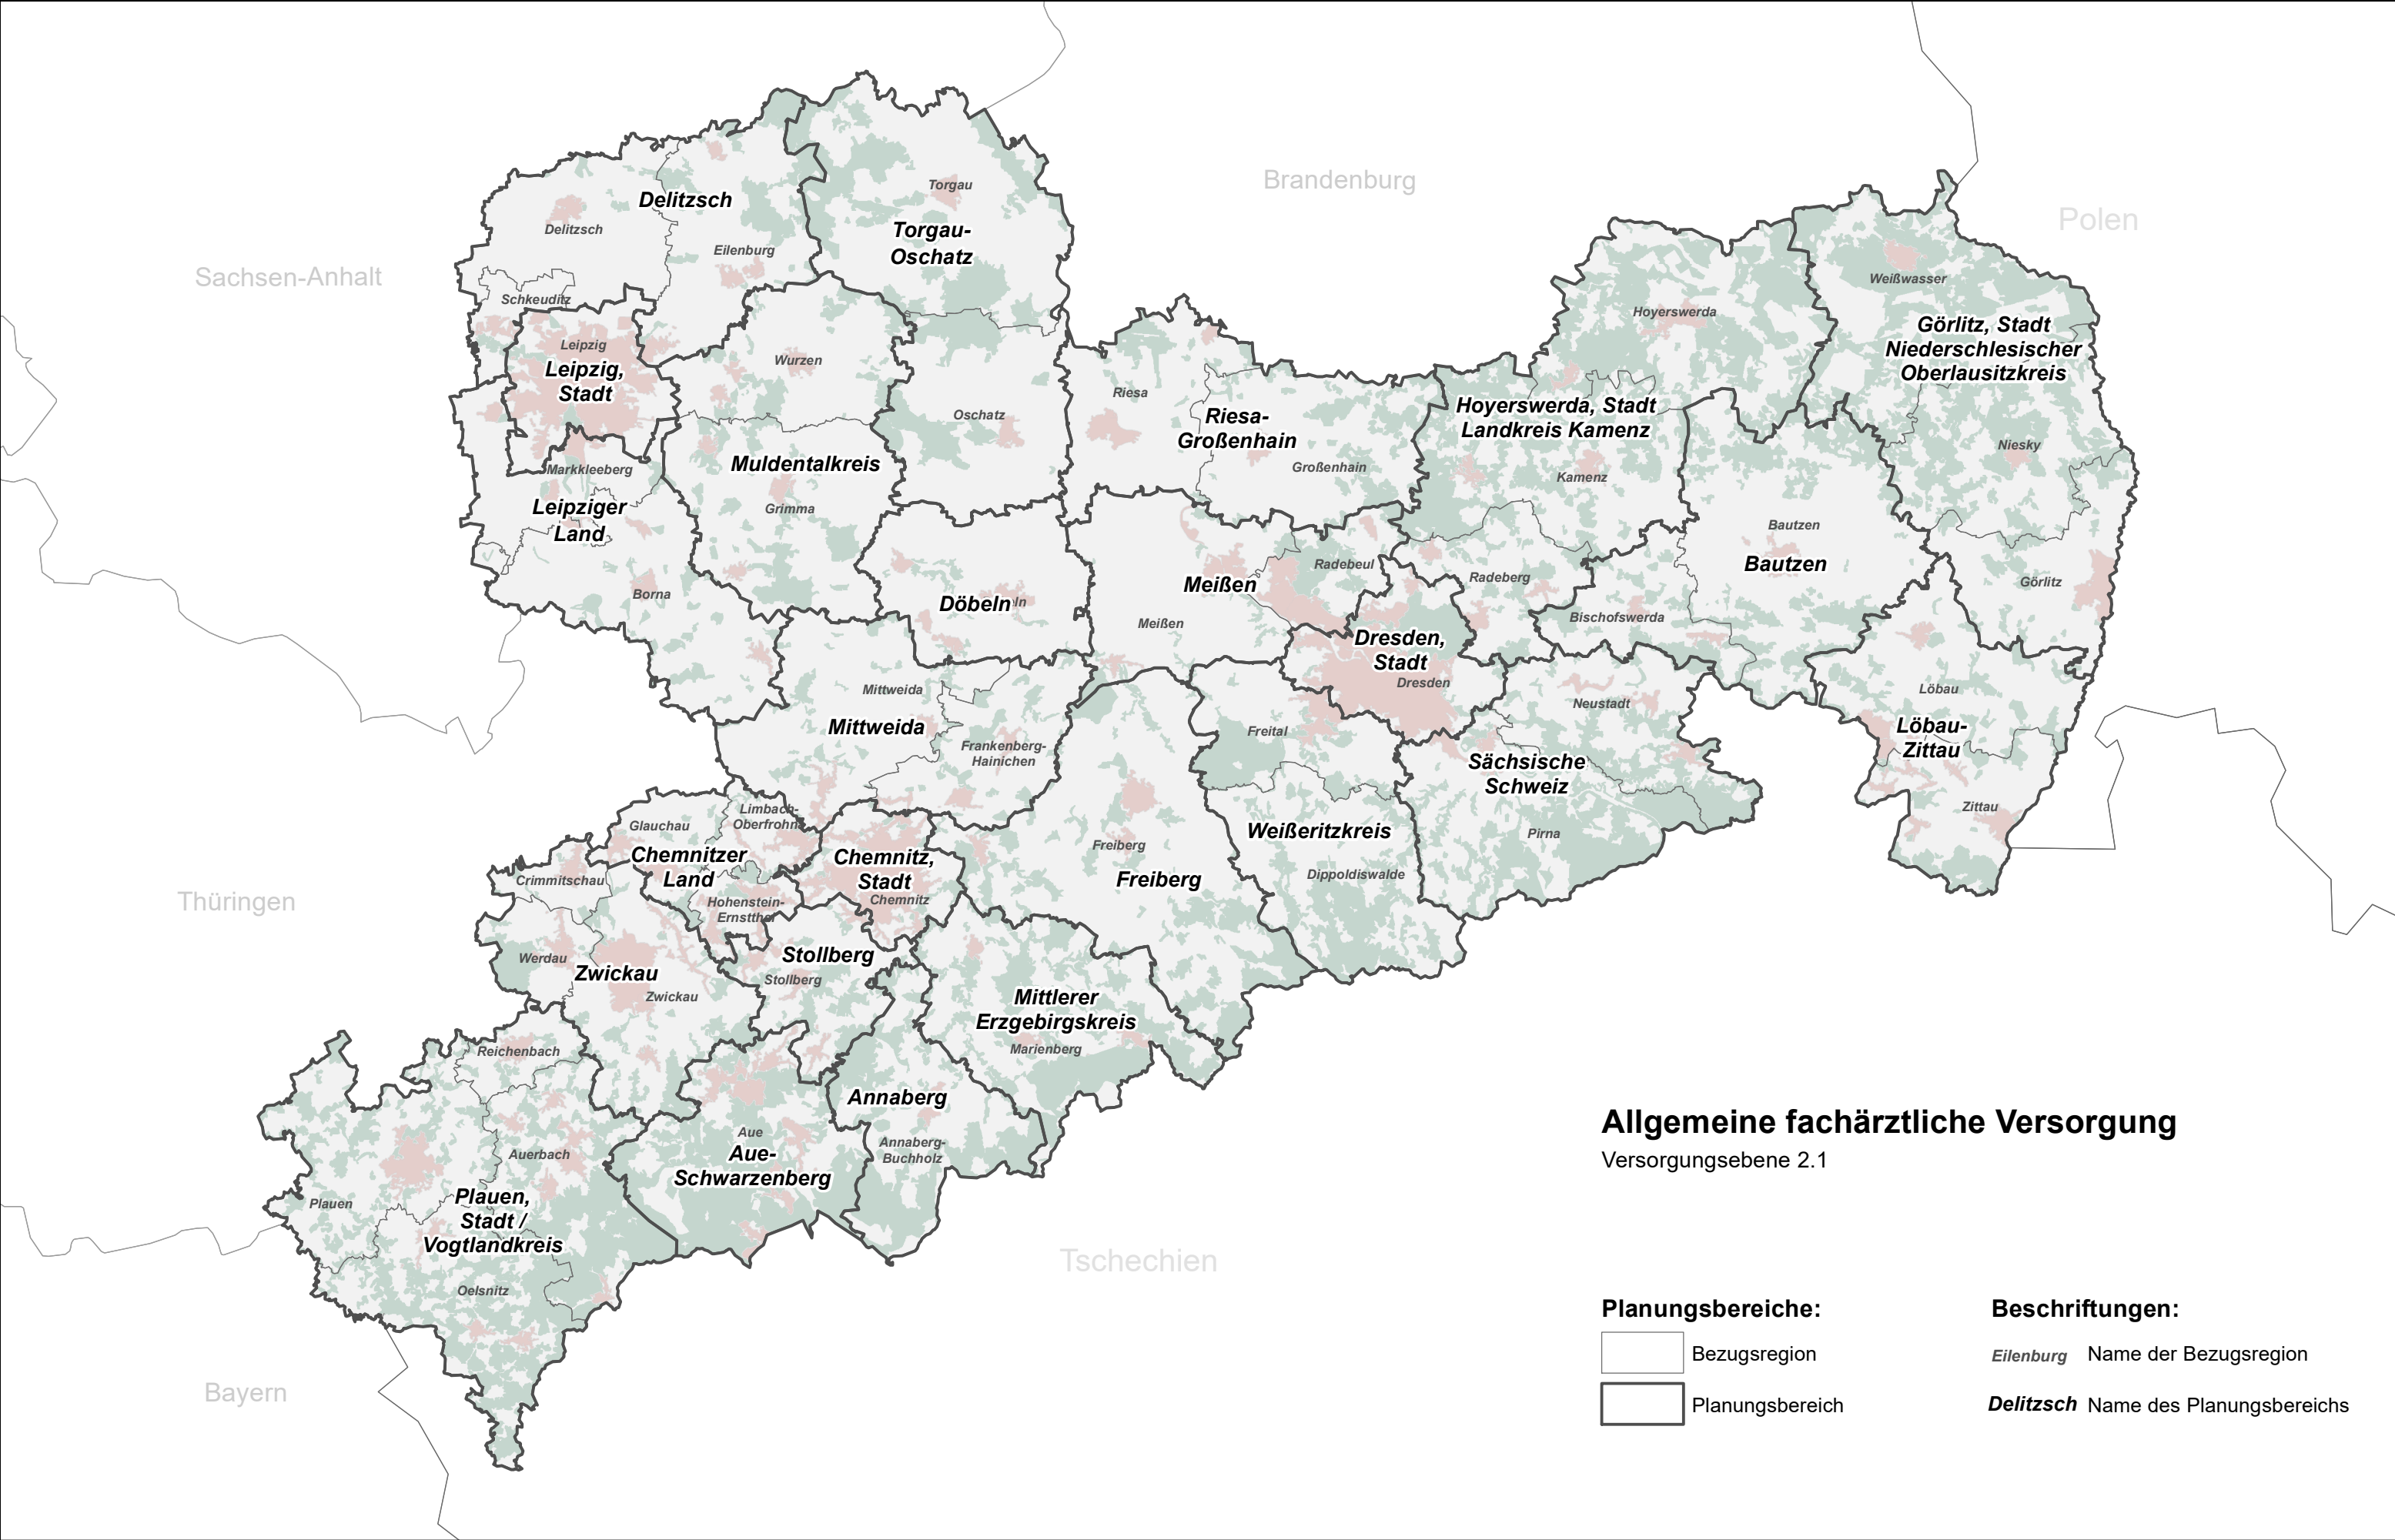 Brandenburg
Polen
Sachsen-Anhalt
Thüringen
Bayern
Tschechien
Delitzsch
Delitzsch
Eilenburg
Schkeuditz
Torgau
Torgau-
Oschatz
Oschatz
Leipzig
Leipzig,
Stadt
Markkleeberg
Leipziger
Land
Borna
Wurzen
Muldentalkreis
Grimma
Döbeln
ln
Riesa
Riesa-
Großenhain
Großenhain
Meißen
Meißen
Radebeul
Hoyerswerda
Hoyerswerda, Stadt
Landkreis Kamenz
Kamenz
Radeberg
Weißwasser
Görlitz, Stadt
Niederschlesischer
Oberlausitzkreis
Niesky
Görlitz
Bautzen
Bautzen
Bischofswerda
Löbau
Löbau-
Zittau
Zittau
Dresden,
Stadt
Dresden
Neustadt
Sächsische
Schweiz
Pirna
Freital
Weißeritzkreis
Dippoldiswalde
Mittweida
Mittweida
Frankenberg-
Hainichen
Freiberg
Freiberg
Limbach-
Oberfrohn
Glauchau
Chemnitzer
Land
Hohenstein-
Ernstthal
Chemnitz,
Stadt
Chemnitz
Crimmitschau
Werdau
Zwickau
Zwickau
Stollberg
Stollberg
Mittlerer
Erzgebirgskreis
Marienberg
Annaberg
Annaberg-
Buchholz
Aue
Aue-
Schwarzenberg
Reichenbach
Auerbach
Plauen
Plauen,
Stadt /
Vogtlandkreis
Oelsnitz
Allgemeine fachärztliche Versorgung
Versorgungsebene 2.1
Planungsbereiche:
Bezugsregion
Planungsbereich
Beschriftungen:
Eilenburg Name der Bezugsregion
Delitzsch Name des Planungsbereichs